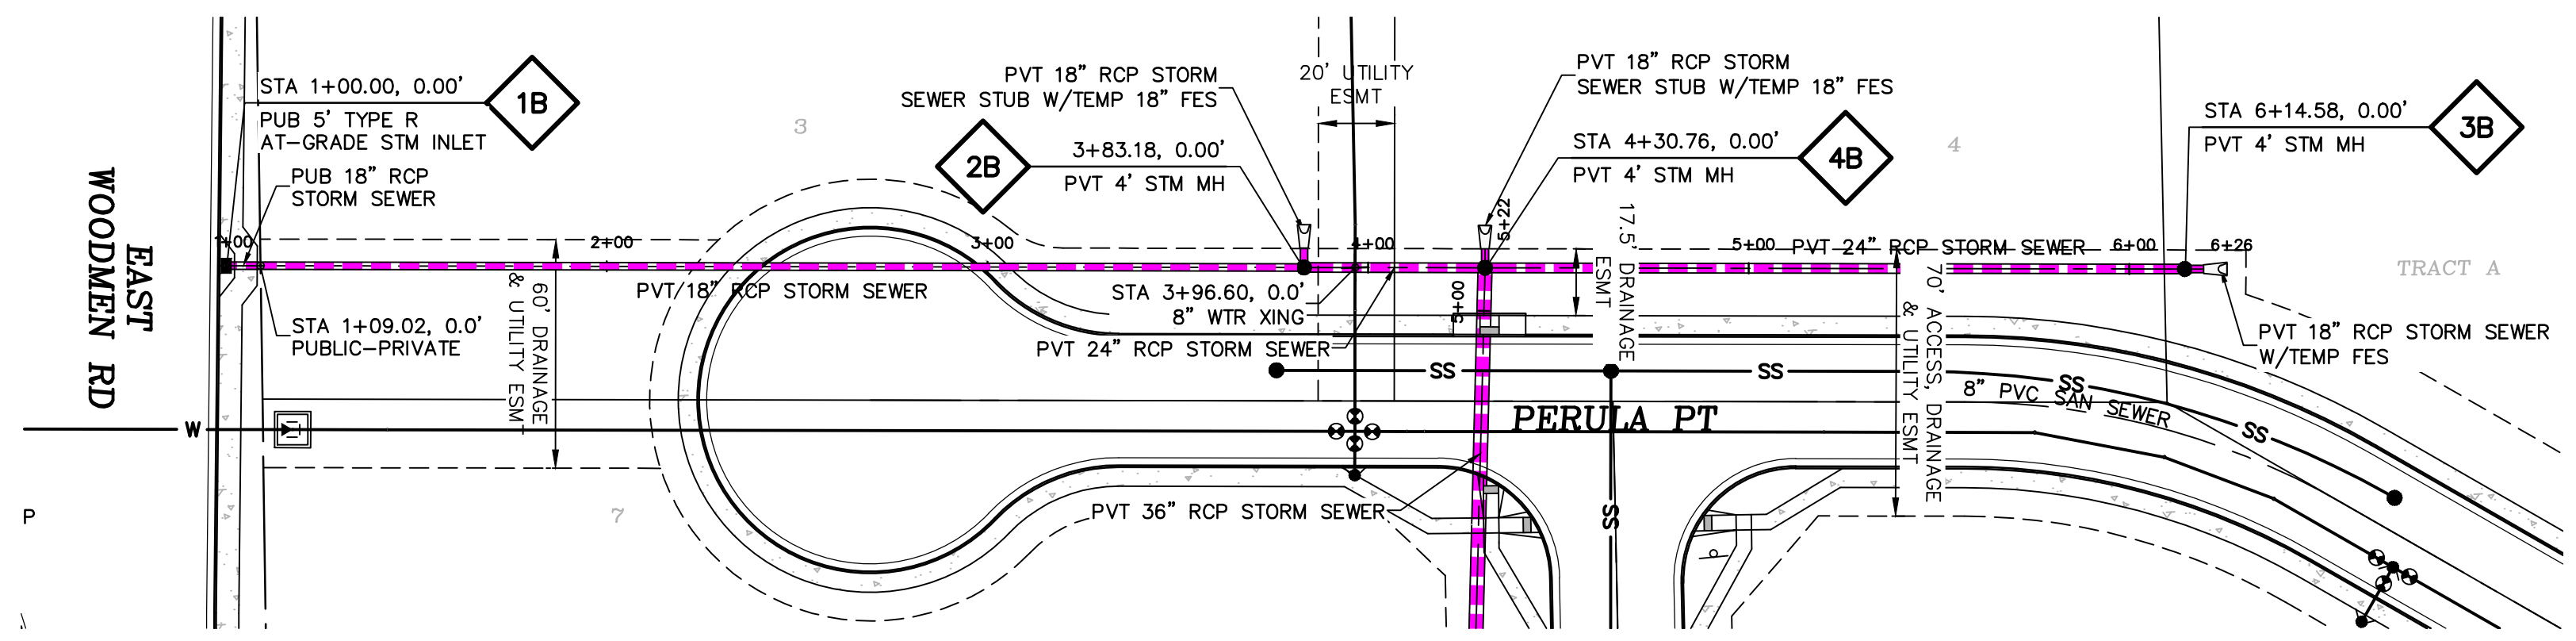 STA 1+00.00, 0.00'
PUB 5' TYPE R
AT-GRADE STM INLET
1B
PUB 18" RCP
STORM SEWER
EAST
WOODMEN RD
STA 1+09.02, 0.0'
PUBLIC-PRIVATE
1+00
2+00
3+00
4+00
5+00
6+00
6+26
3
PVT 18" RCP STORM
SEWER STUB W/TEMP 18" FES
2B
3+83.18, 0.00'
PVT 4' STM MH
20' UTILITY
ESMT
PVT 18" RCP STORM
SEWER STUB W/TEMP 18" FES
STA 4+30.76, 0.00'
PVT 4' STM MH
4B
4
STA 6+14.58, 0.00'
PVT 4' STM MH
3B
5+22
5+00
17.5' DRAINAGE
ESMT
PVT 24" RCP STORM SEWER
TRACT A
PVT/18" RCP STORM SEWER
60' DRAINAGE
& UTILITY ESMT
STA 3+96.60, 0.0'
8" WTR XING
PVT 24" RCP STORM SEWER
70' ACCESS, DRAINAGE
& UTILITY ESMT
PVT 18" RCP STORM SEWER
W/TEMP FES
SS
SS
SS
SS
SS
8" PVC SAN SEWER
PERULA PT
W
P
7
PVT 36" RCP STORM SEWER